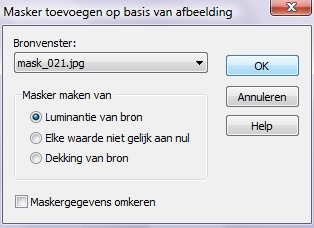 Masker toevoegen op basis van afbeelding
Bronvenster:
mask_021.jpg
OK
Annuleren
Help
Masker maken van
Luminantie van bron
Elke waarde niet gelijk aan nul
Dekking van bron
Maskergegevens omkeren